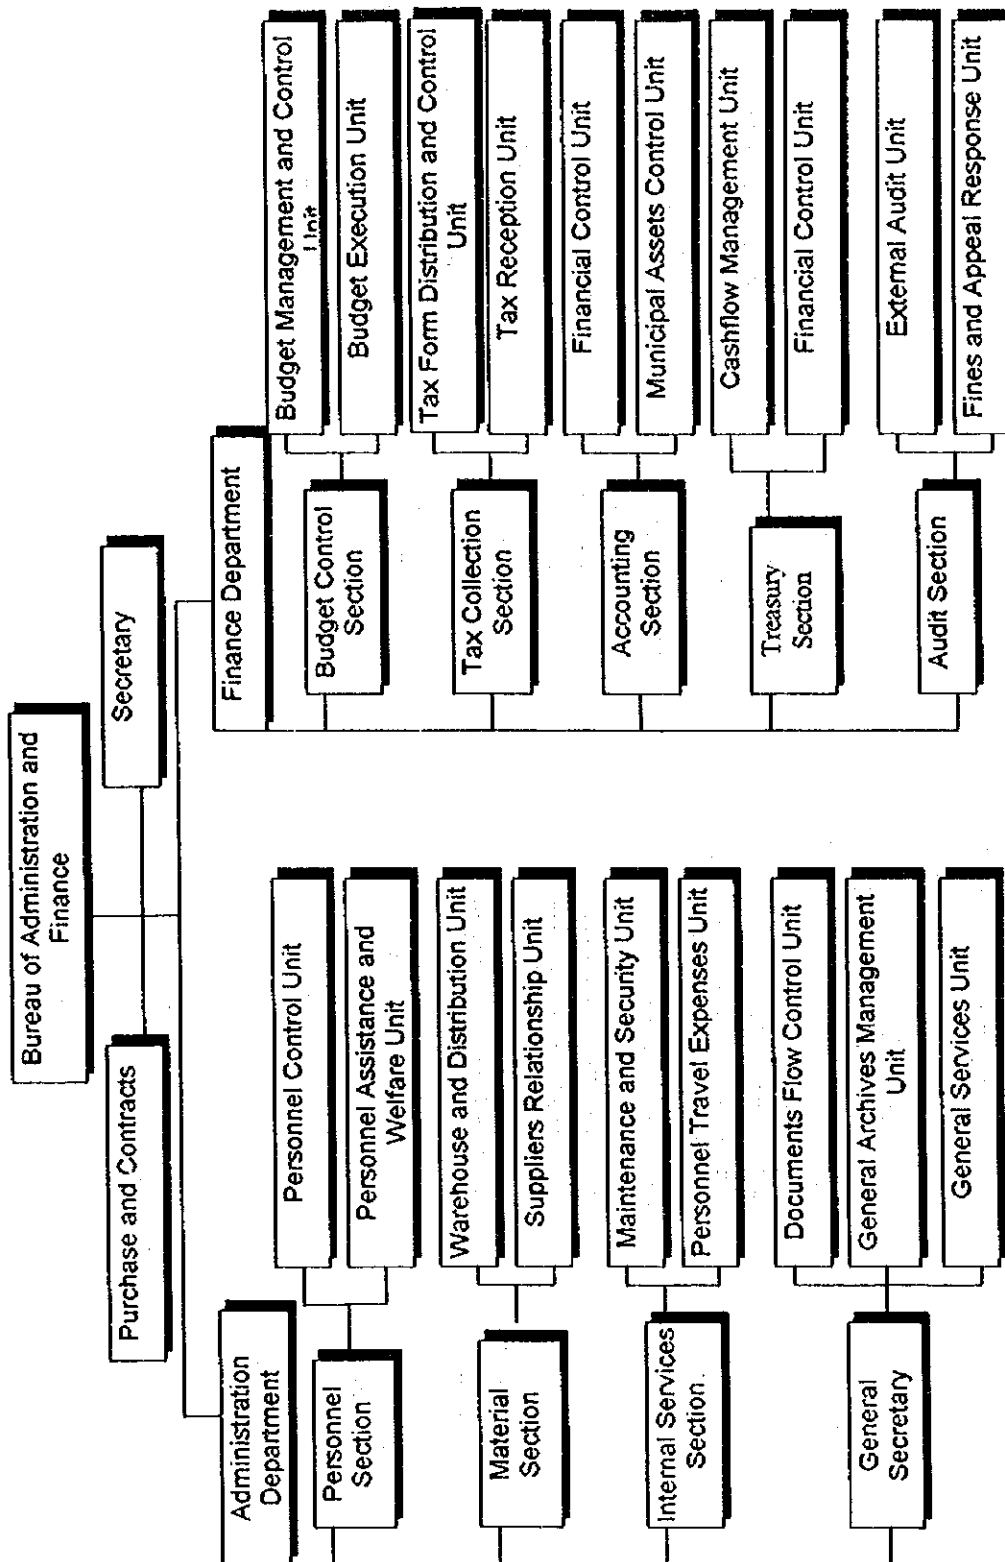 Bureau of Administration and
Finance
Purchase and Contracts
Secretary
Administration
Department
Personnel
Section
Personnel Control Unit
Personnel Assistance and
Welfare Unit
Material
Section
Warehouse and Distribution Unit
Suppliers Relationship Unit
Internal Services
Section
Maintenance and Security Unit
Personnel Travel Expenses Unit
General
Secretary
Documents Flow Control Unit
General Archives Management
Unit
General Services Unit
Finance Department
Budget Control
Section
Budget Management and Control
Unit
Budget Execution Unit
Tax Collection
Section
Tax Form Distribution and Control
Unit
Tax Reception Unit
Accounting
Section
Financial Control Unit
Municipal Assets Control Unit
Treasury
Section
Cashflow Management Unit
Financial Control Unit
Audit Section
External Audit Unit
Fines and Appeal Response Unit